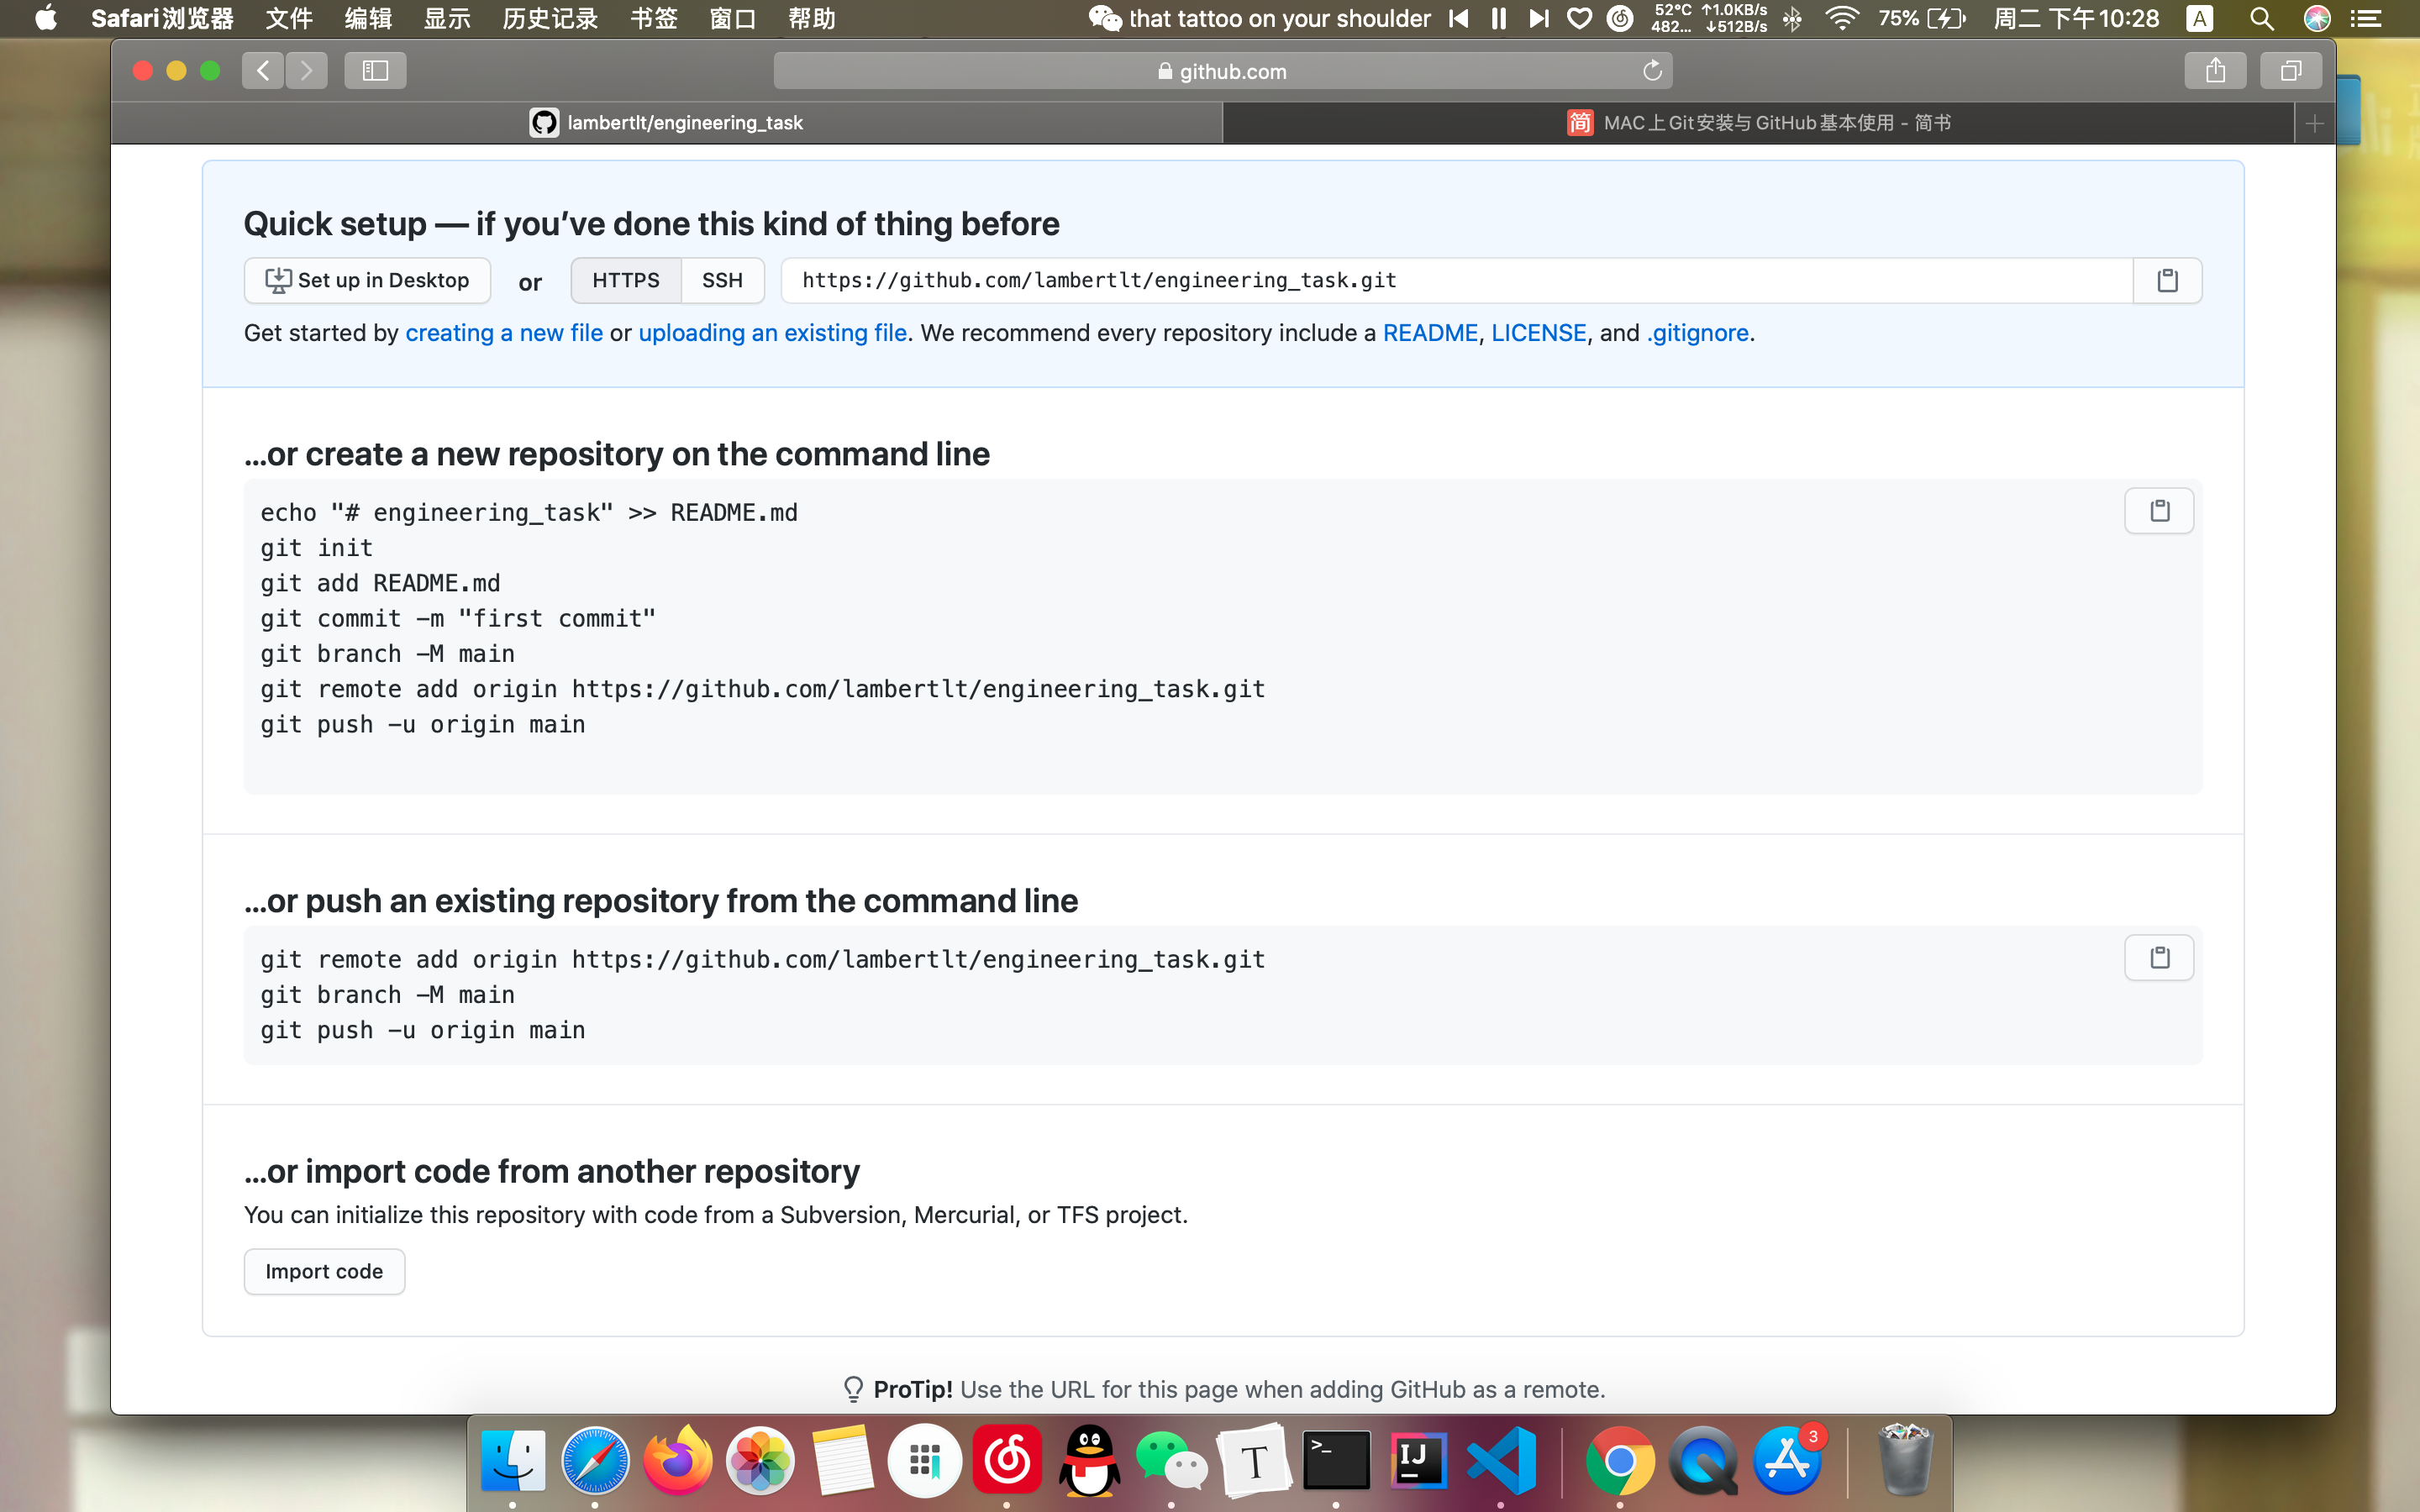 Safari浏览器 文件 编辑 显示 历史记录 书签 窗口 帮助 that tattoo on your shoulder 52°C ↑1.0KB/s 75% 周二 下午10:28 A
482... ↓512B/s
github.com
lambertlt/engineering_task 简 MAC上Git安装与GitHub基本使用 - 简书
Quick setup — if you’ve done this kind of thing before
Set up in Desktop or HTTPS SSH https://github.com/lambertlt/engineering_task.git
Get started by creating a new file or uploading an existing file. We recommend every repository include a README, LICENSE, and .gitignore.
…or create a new repository on the command line
echo "# engineering_task" >> README.md
git init
git add README.md
git commit -m "first commit"
git branch -M main
git remote add origin https://github.com/lambertlt/engineering_task.git
git push -u origin main
…or push an existing repository from the command line
git remote add origin https://github.com/lambertlt/engineering_task.git
git branch -M main
git push -u origin main
…or import code from another repository
You can initialize this repository with code from a Subversion, Mercurial, or TFS project.
Import code
ProTip! Use the URL for this page when adding GitHub as a remote.
T >_ IJ 3